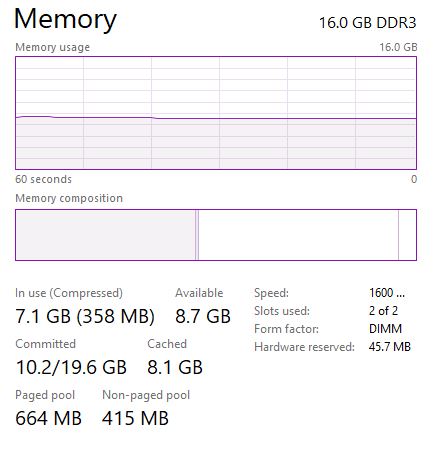 Memory 16.0 GB DDR3
Memory usage 16.0 GB
60 seconds 0
Memory composition
In use (Compressed) Available
7.1 GB (358 MB) 8.7 GB
Committed Cached
10.2/19.6 GB 8.1 GB
Paged pool Non-paged pool
664 MB 415 MB
Speed: 1600 ...
Slots used: 2 of 2
Form factor: DIMM
Hardware reserved: 45.7 MB